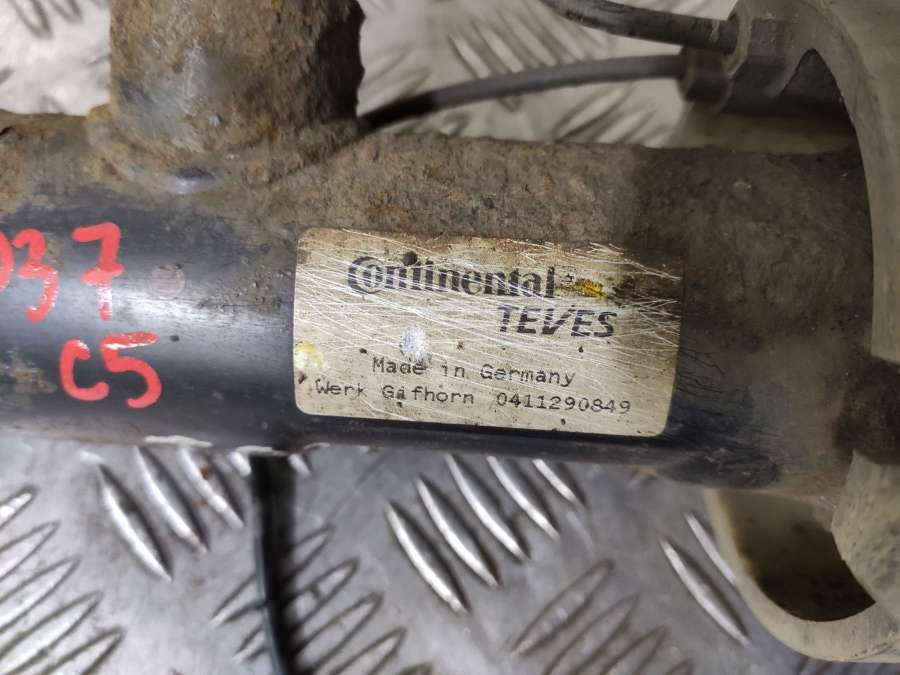 37
C5
Continental
TEVES
Made in Germany
Werk Gifhorn 0411290849